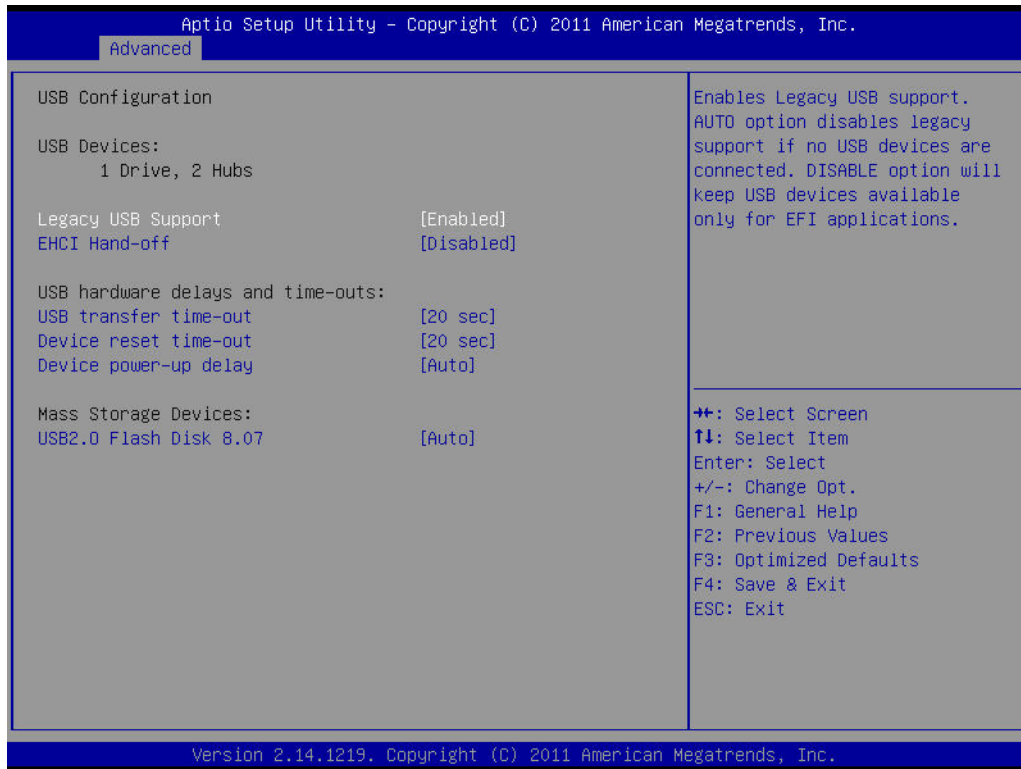 Aptio Setup Utility – Copyright (C) 2011 American Megatrends, Inc.
Advanced
USB Configuration
USB Devices:
1 Drive, 2 Hubs
Legacy USB Support [Enabled]
EHCI Hand-off [Disabled]
USB hardware delays and time-outs:
USB transfer time-out [20 sec]
Device reset time-out [20 sec]
Device power-up delay [Auto]
Mass Storage Devices:
USB2.0 Flash Disk 8.07 [Auto]
Enables Legacy USB support.
AUTO option disables legacy
support if no USB devices are
connected. DISABLE option will
keep USB devices available
only for EFI applications.
→←: Select Screen
↑↓: Select Item
Enter: Select
+/-: Change Opt.
F1: General Help
F2: Previous Values
F3: Optimized Defaults
F4: Save & Exit
ESC: Exit
Version 2.14.1219. Copyright (C) 2011 American Megatrends, Inc.